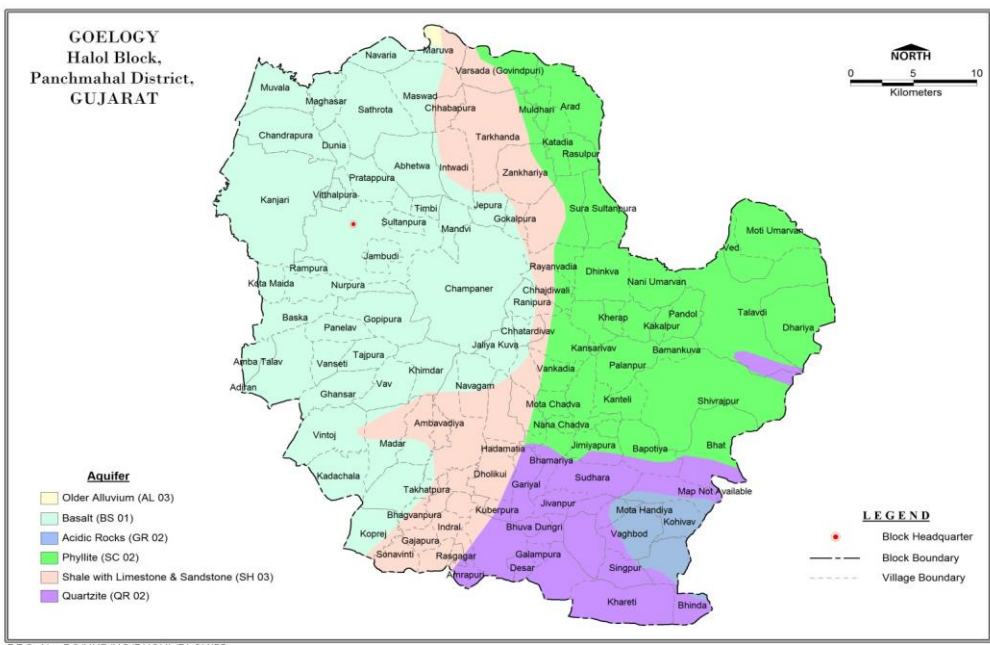 GOELOGY
Halol Block,
Panchmahal District,
GUJARAT
NORTH
0 5 10
Kilometers
Navaria
Maruva
Varsada (Govindpuri)
Muvala
Maghasar
Sathrota
Maswad
Chhabapura
Muldhari
Arad
Chandrapura
Dunia
Tarkhanda
Katadia
Rasulpur
Abhetwa
Intwadi
Zankhariya
Pratappura
Kanjari
Vitthalpura
Timbi
Jepura
Sura Sultanpura
Sultanpura
Mandvi
Gokalpura
Moti Umarvan
Ved
Jambudi
Rampura
Rayanvadia
Dhinkva
Kota Maida
Nurpura
Champaner
Chhajdiwali
Nani Umarvan
Ranipura
Baska
Panelav
Gopipura
Kherap
Pandol
Kakalpur
Talavdi
Dhariya
Chhatardivav
Jaliya Kuva
Kansarivav
Bamankuva
Amba Talav
Vanseti
Tajpura
Khimdar
Vankadia
Palanpur
Adiran
Ghansar
Vav
Navagam
Mota Chadva
Kanteli
Shivrajpur
Vintoj
Madar
Ambavadiya
Nana Chadva
Hadamatia
Jimiyapura
Bapotiya
Bhat
Kadachala
Dholikui
Bhamariya
Sudhara
Takhatpura
Gariyal
Jivanpur
Map Not Available
Bhagvanpura
Kuberpura
Mota Handiya
Kohivav
Koprej
Gajapura
Indral
Bhuva Dungri
Vaghbod
Sonavinti
Rasgagar
Galampura
Desar
Singpur
Amrapuri
Khareti
Bhinda
Aquifer
Older Alluvium (AL 03)
Basalt (BS 01)
Acidic Rocks (GR 02)
Phyllite (SC 02)
Shale with Limestone & Sandstone (SH 03)
Quartzite (QR 02)
LEGEND
Block Headquarter
Block Boundary
Village Boundary